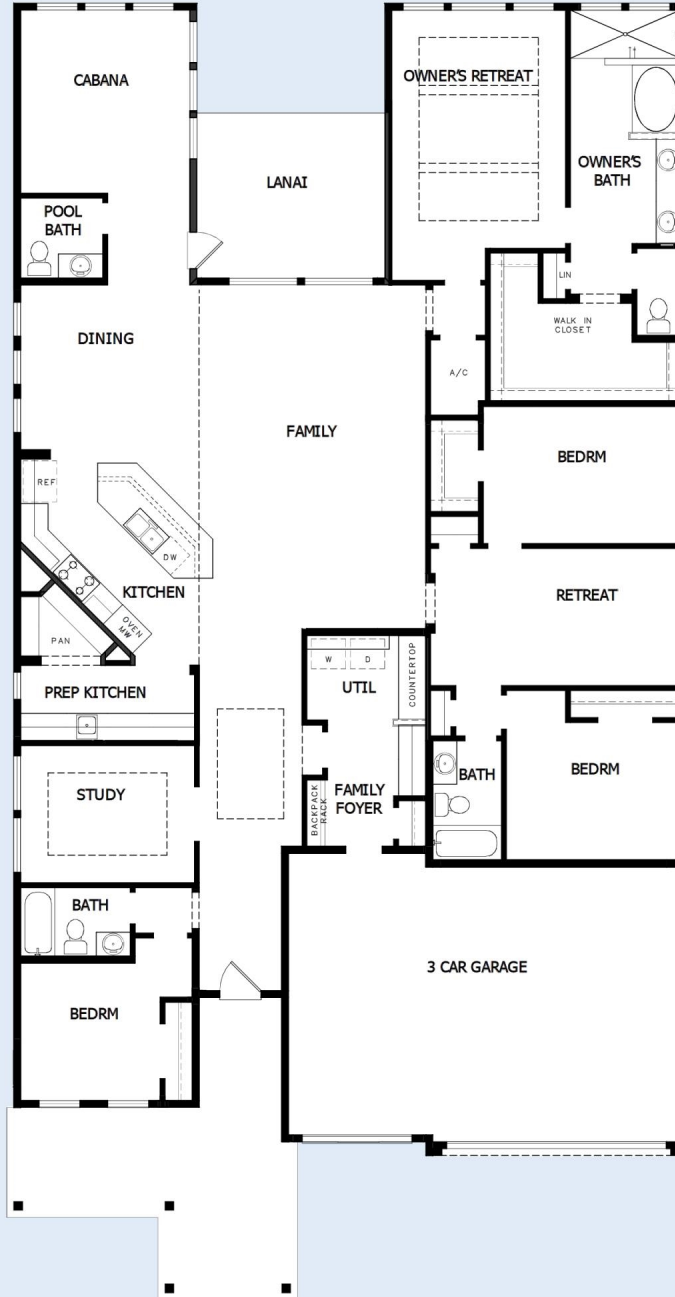 CABANA
OWNER'S RETREAT
LANAI
OWNER'S
BATH
POOL
BATH
LIN
WALK IN
CLOSET
DINING
A/C
FAMILY
BEDRM
REF
DW
KITCHEN
OVEN
MW
RETREAT
PAN
PREP KITCHEN
W
D
COUNTERTOP
UTIL
STUDY
BACKPACK
RACK
FAMILY
FOYER
BATH
BEDRM
BATH
3 CAR GARAGE
BEDRM